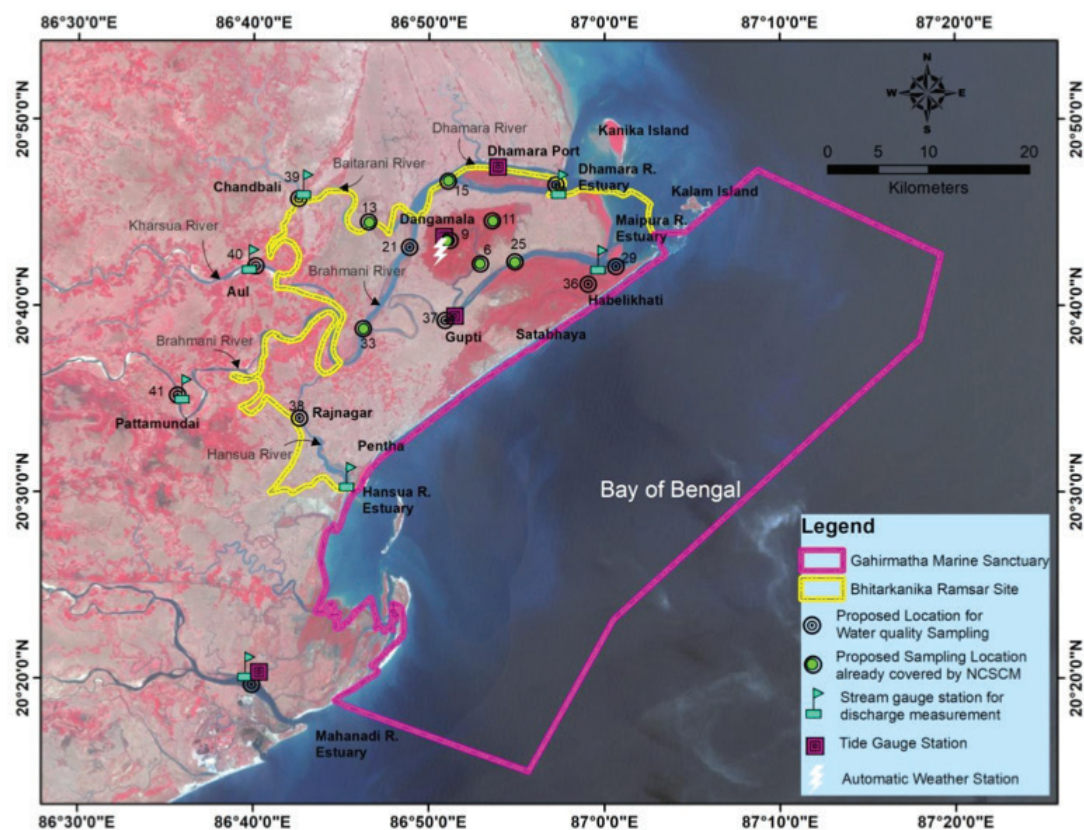 86°30'0"E 86°40'0"E 86°50'0"E 87°0'0"E 87°10'0"E 87°20'0"E
N
W E
S
20°50'0"N 20°50'0"N
Kanika Island
Dhamara River
Dhamara Port
0 5 10 20
Kilometers
Baitarani River
39
Chandbali
15
Dhamara R.
Estuary
Kalam Island
13
Dangamala
11
Maipura R.
Estuary
Kharsua River
21
9
6
25
40
29
Aul
Brahmani River
36
Habelikhati
20°40'0"N 20°40'0"N
37
Gupti
Satabhaya
33
Brahmani River
41
Pattamundai
38
Rajnagar
Hansua River
Pentha
20°30'0"N 20°30'0"N
Hansua R.
Estuary
Bay of Bengal
Legend
Gahirmatha Marine Sanctuary
Bhitarkanika Ramsar Site
Proposed Location for
Water quality Sampling
Proposed Sampling Location
already covered by NCSCM
Stream gauge station for
discharge measurement
Tide Gauge Station
Automatic Weather Station
20°20'0"N 20°20'0"N
Mahanadi R.
Estuary
86°30'0"E 86°40'0"E 86°50'0"E 87°0'0"E 87°10'0"E 87°20'0"E